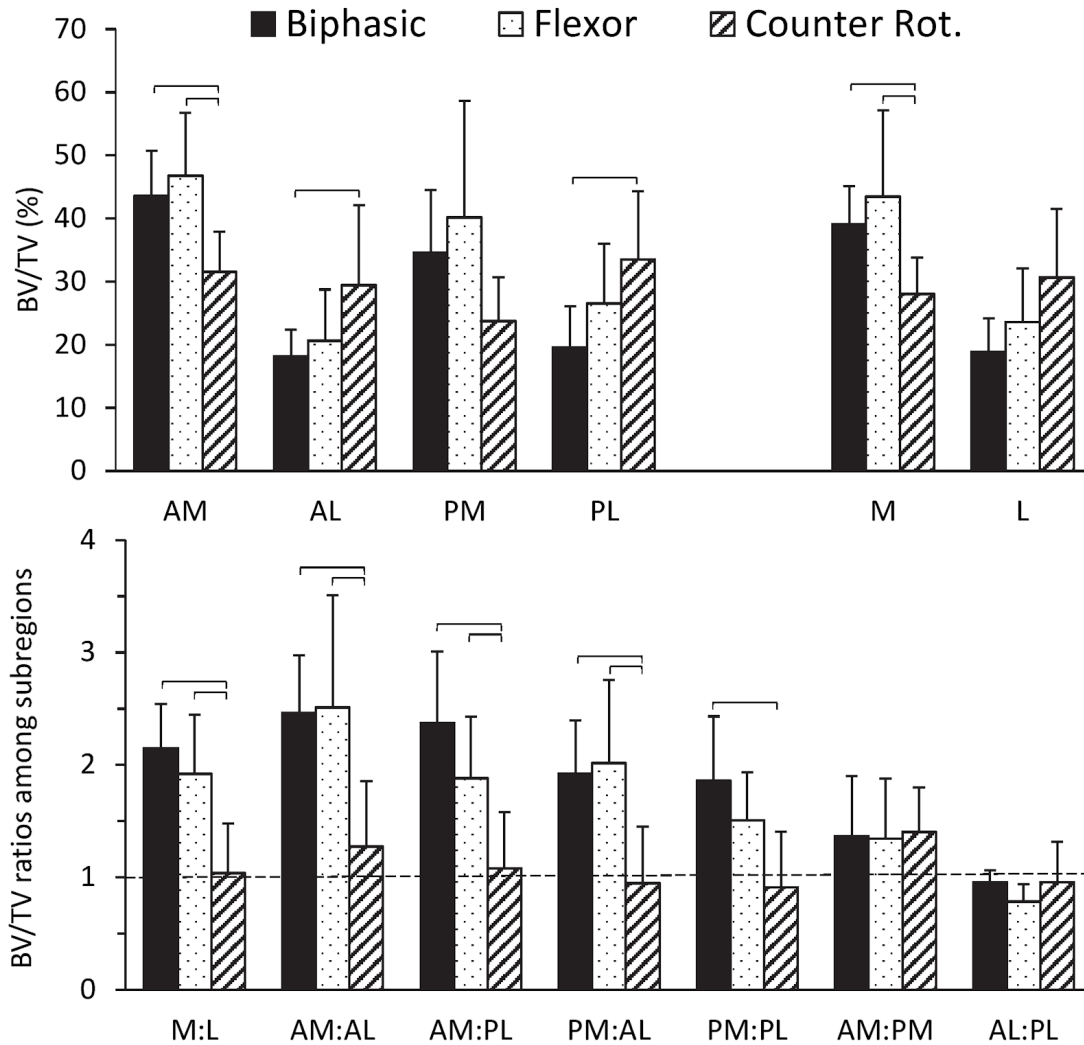 Biphasic Flexor Counter Rot.
70
60
50
40
30
20
10
0
BV/TV (%)
AM AL PM PL M L
4
3
2
1
0
BV/TV ratios among subregions
M:L AM:AL AM:PL PM:AL PM:PL AM:PM AL:PL